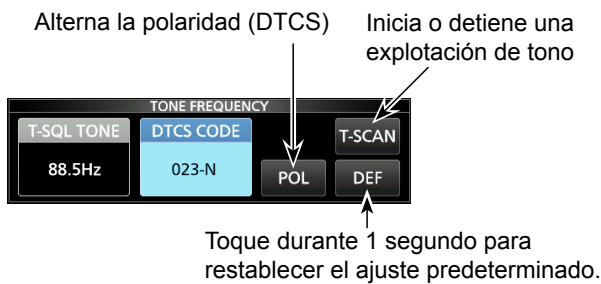 Alterna la polaridad (DTCS)
Inicia o detiene una
explotación de tono
TONE FREQUENCY
T-SQL TONE
DTCS CODE
T-SCAN
88.5Hz
023-N
POL
DEF
Toque durante 1 segundo para
restablecer el ajuste predeterminado.